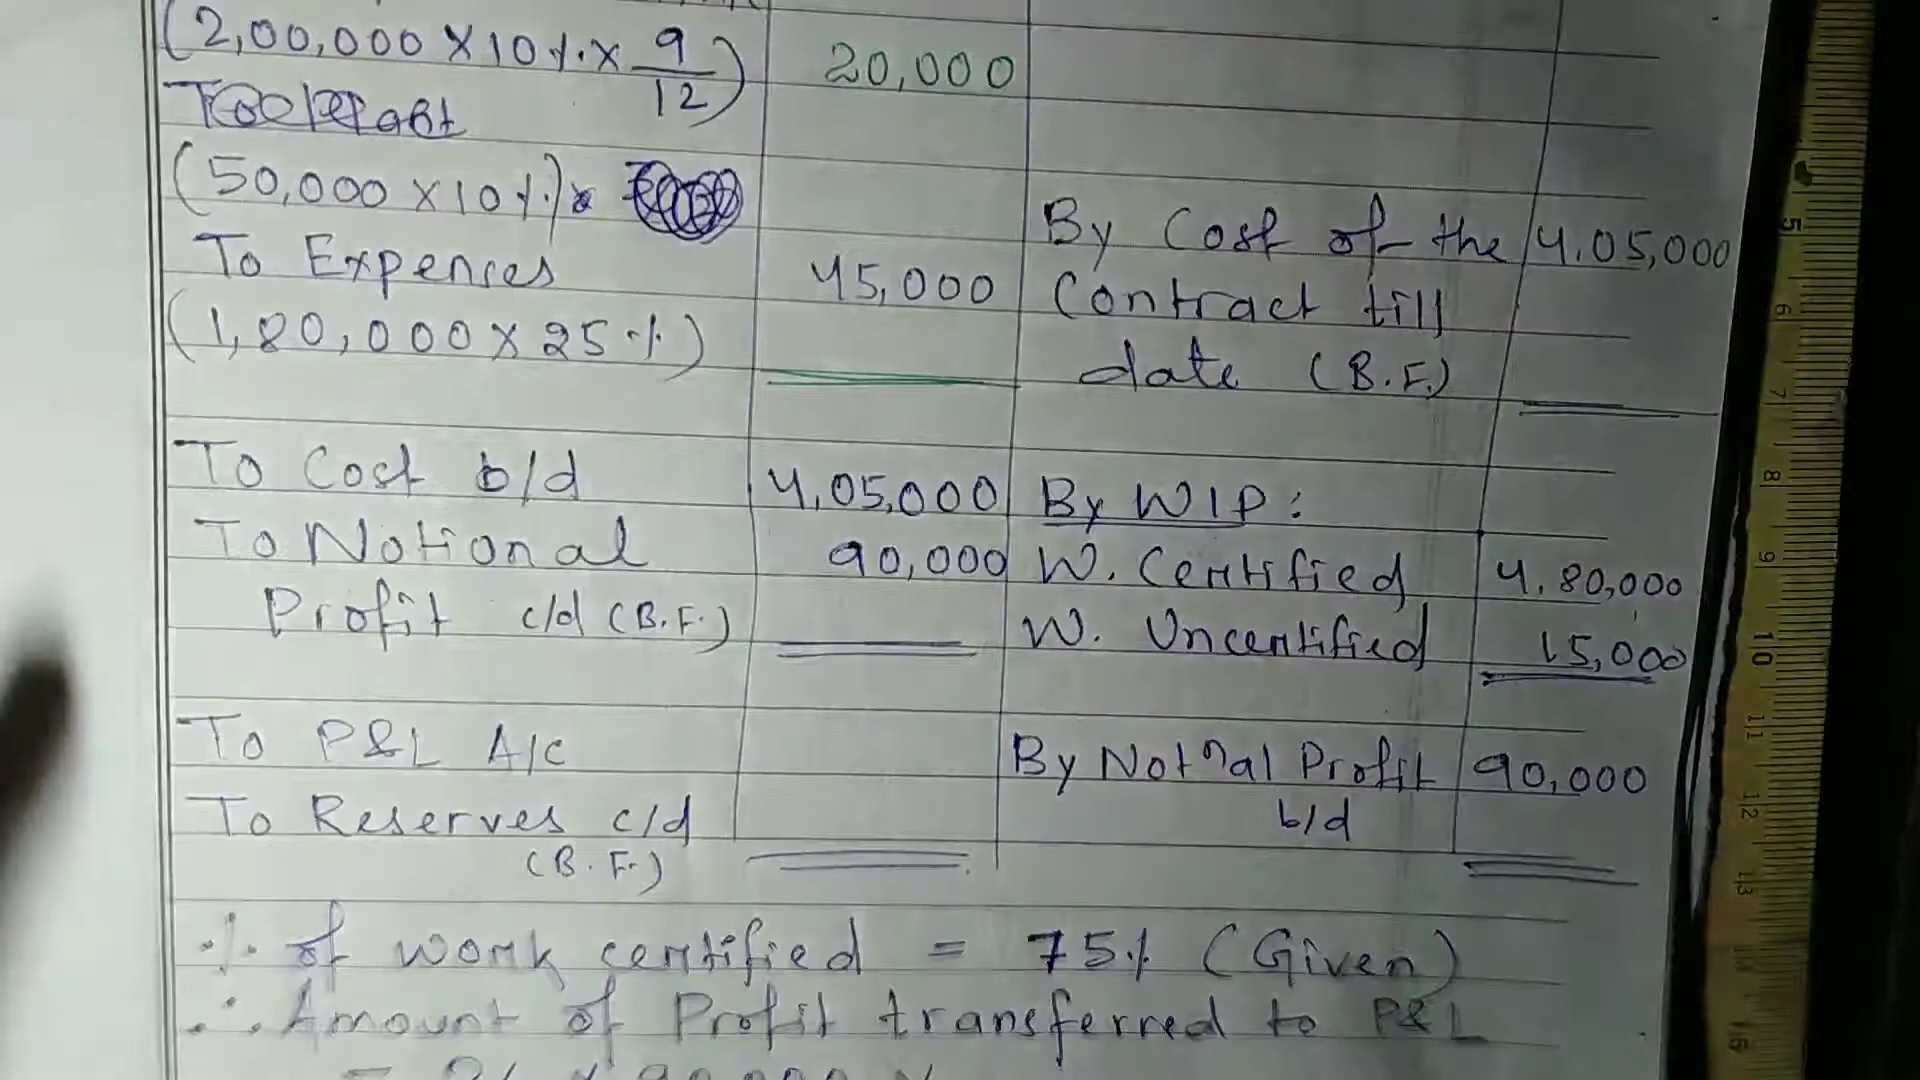 (2,00,000 X 10 %. X 9/12) 20,000
(50,000 X 10 %)
To Expences 45,000 By Cost of the 4,05,000
(1,80,000 X 25 %) Contract till
date (B.F.)
To Cost b/d 4,05,000 By WIP :
To Notional 90,000 W. Certified 4,80,000
Profit c/d (B.F.) W. Uncertified 15,000
To P&L A/c By Notnal Profit 90,000
To Reserves c/d b/d
(B.F.)
% of work certified = 75% (Given)
∴ Amount of Profit transferred to P&L